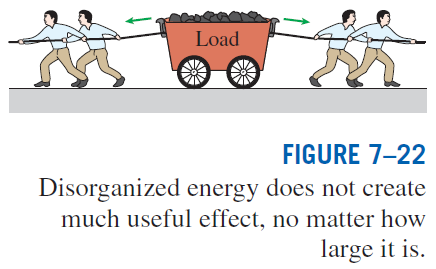 Load
FIGURE 7–22
Disorganized energy does not create
much useful effect, no matter how
large it is.